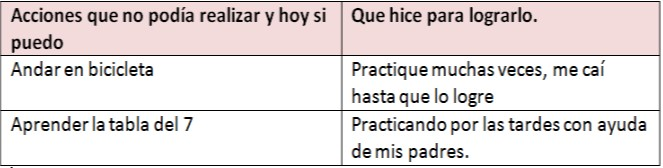 Acciones que no podía realizar y hoy si
puedo
Que hice para lograrlo.
Andar en bicicleta
Practique muchas veces, me caí
hasta que lo logre
Aprender la tabla del 7
Practicando por las tardes con ayuda
de mis padres.